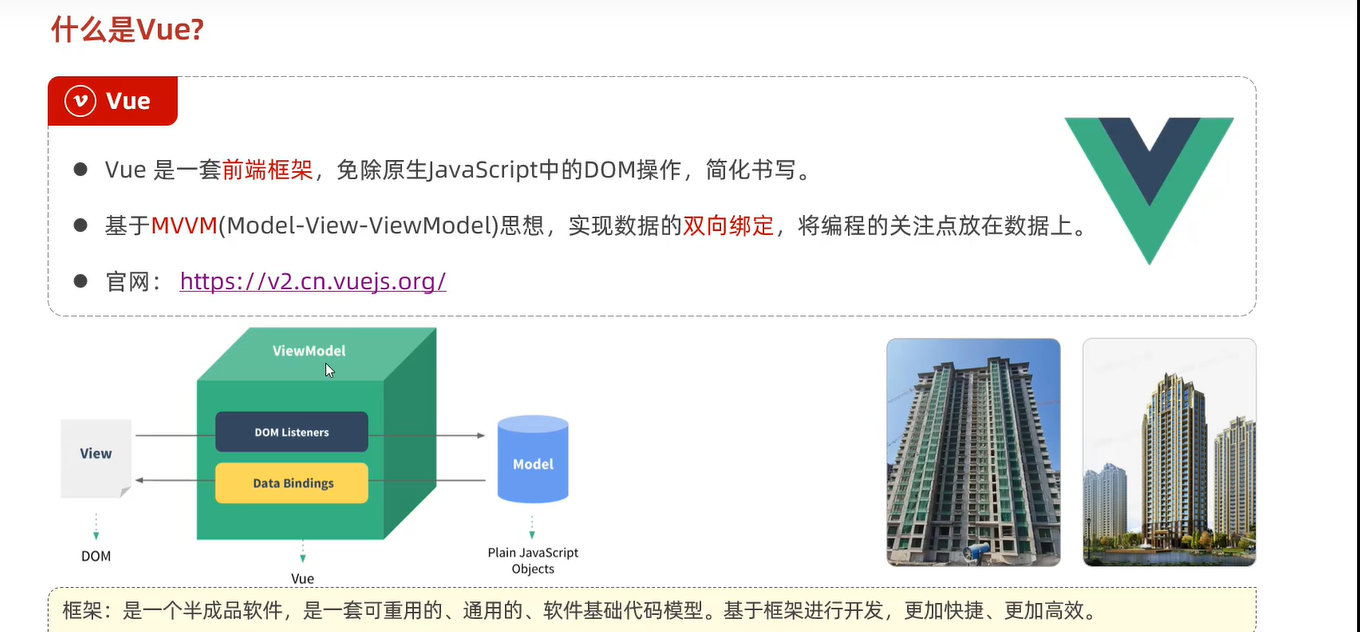 什么是Vue?
Vue
Vue 是一套前端框架，免除原生JavaScript中的DOM操作，简化书写。
基于MVVM(Model-View-ViewModel)思想，实现数据的双向绑定，将编程的关注点放在数据上。
官网： https://v2.cn.vuejs.org/
ViewModel
DOM Listeners
View
Model
Data Bindings
DOM
Plain JavaScript
Objects
Vue
框架：是一个半成品软件，是一套可重用的、通用的、软件基础代码模型。基于框架进行开发，更加快捷、更加高效。